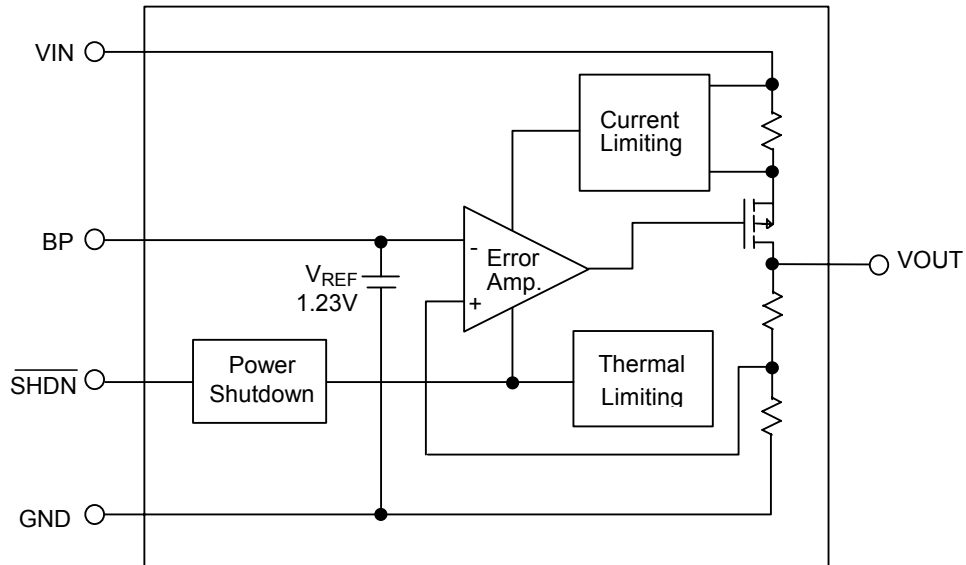 VIN
Current
Limiting
BP
-
Error
Amp.
+
VREF
1.23V
VOUT
SHDN
Power
Shutdown
Thermal
Limiting
GND